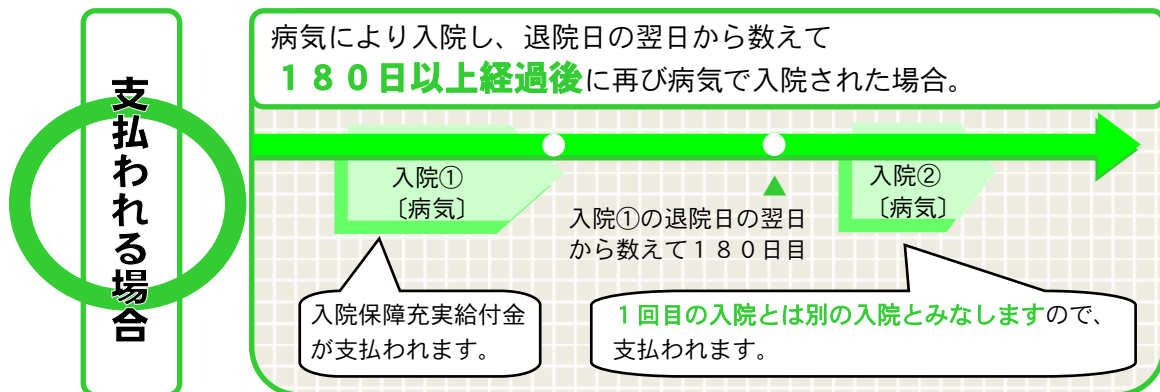 支払われる場合
病気により入院し、退院日の翌日から数えて
１８０日以上経過後に再び病気で入院された場合。
入院①
〔病気〕
入院①の退院日の翌日
から数えて１８０日目
入院②
〔病気〕
入院保障充実給付金
が支払われます。
１回目の入院とは別の入院とみなしますので、
支払われます。